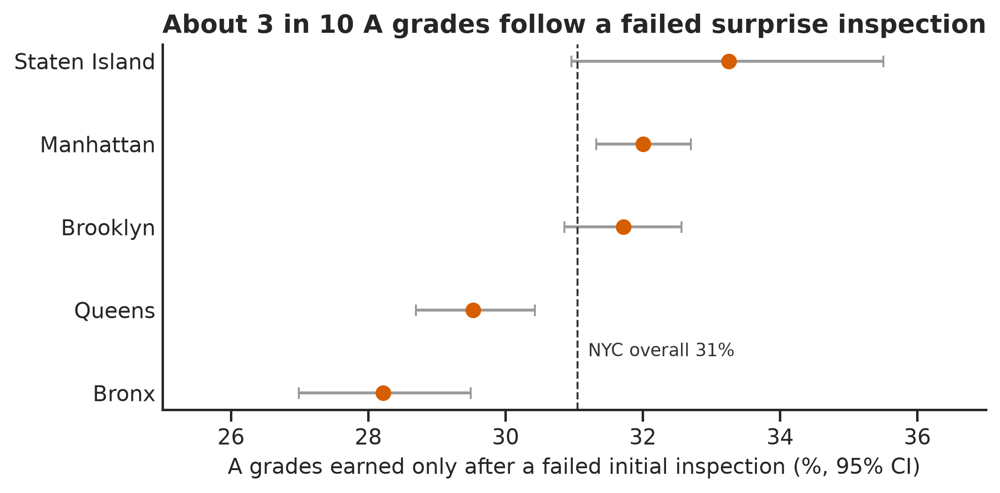 About 3 in 10 A grades follow a failed surprise inspection
Staten Island
Manhattan
Brooklyn
Queens
NYC overall 31%
Bronx
26 28 30 32 34 36
A grades earned only after a failed initial inspection (%, 95% CI)